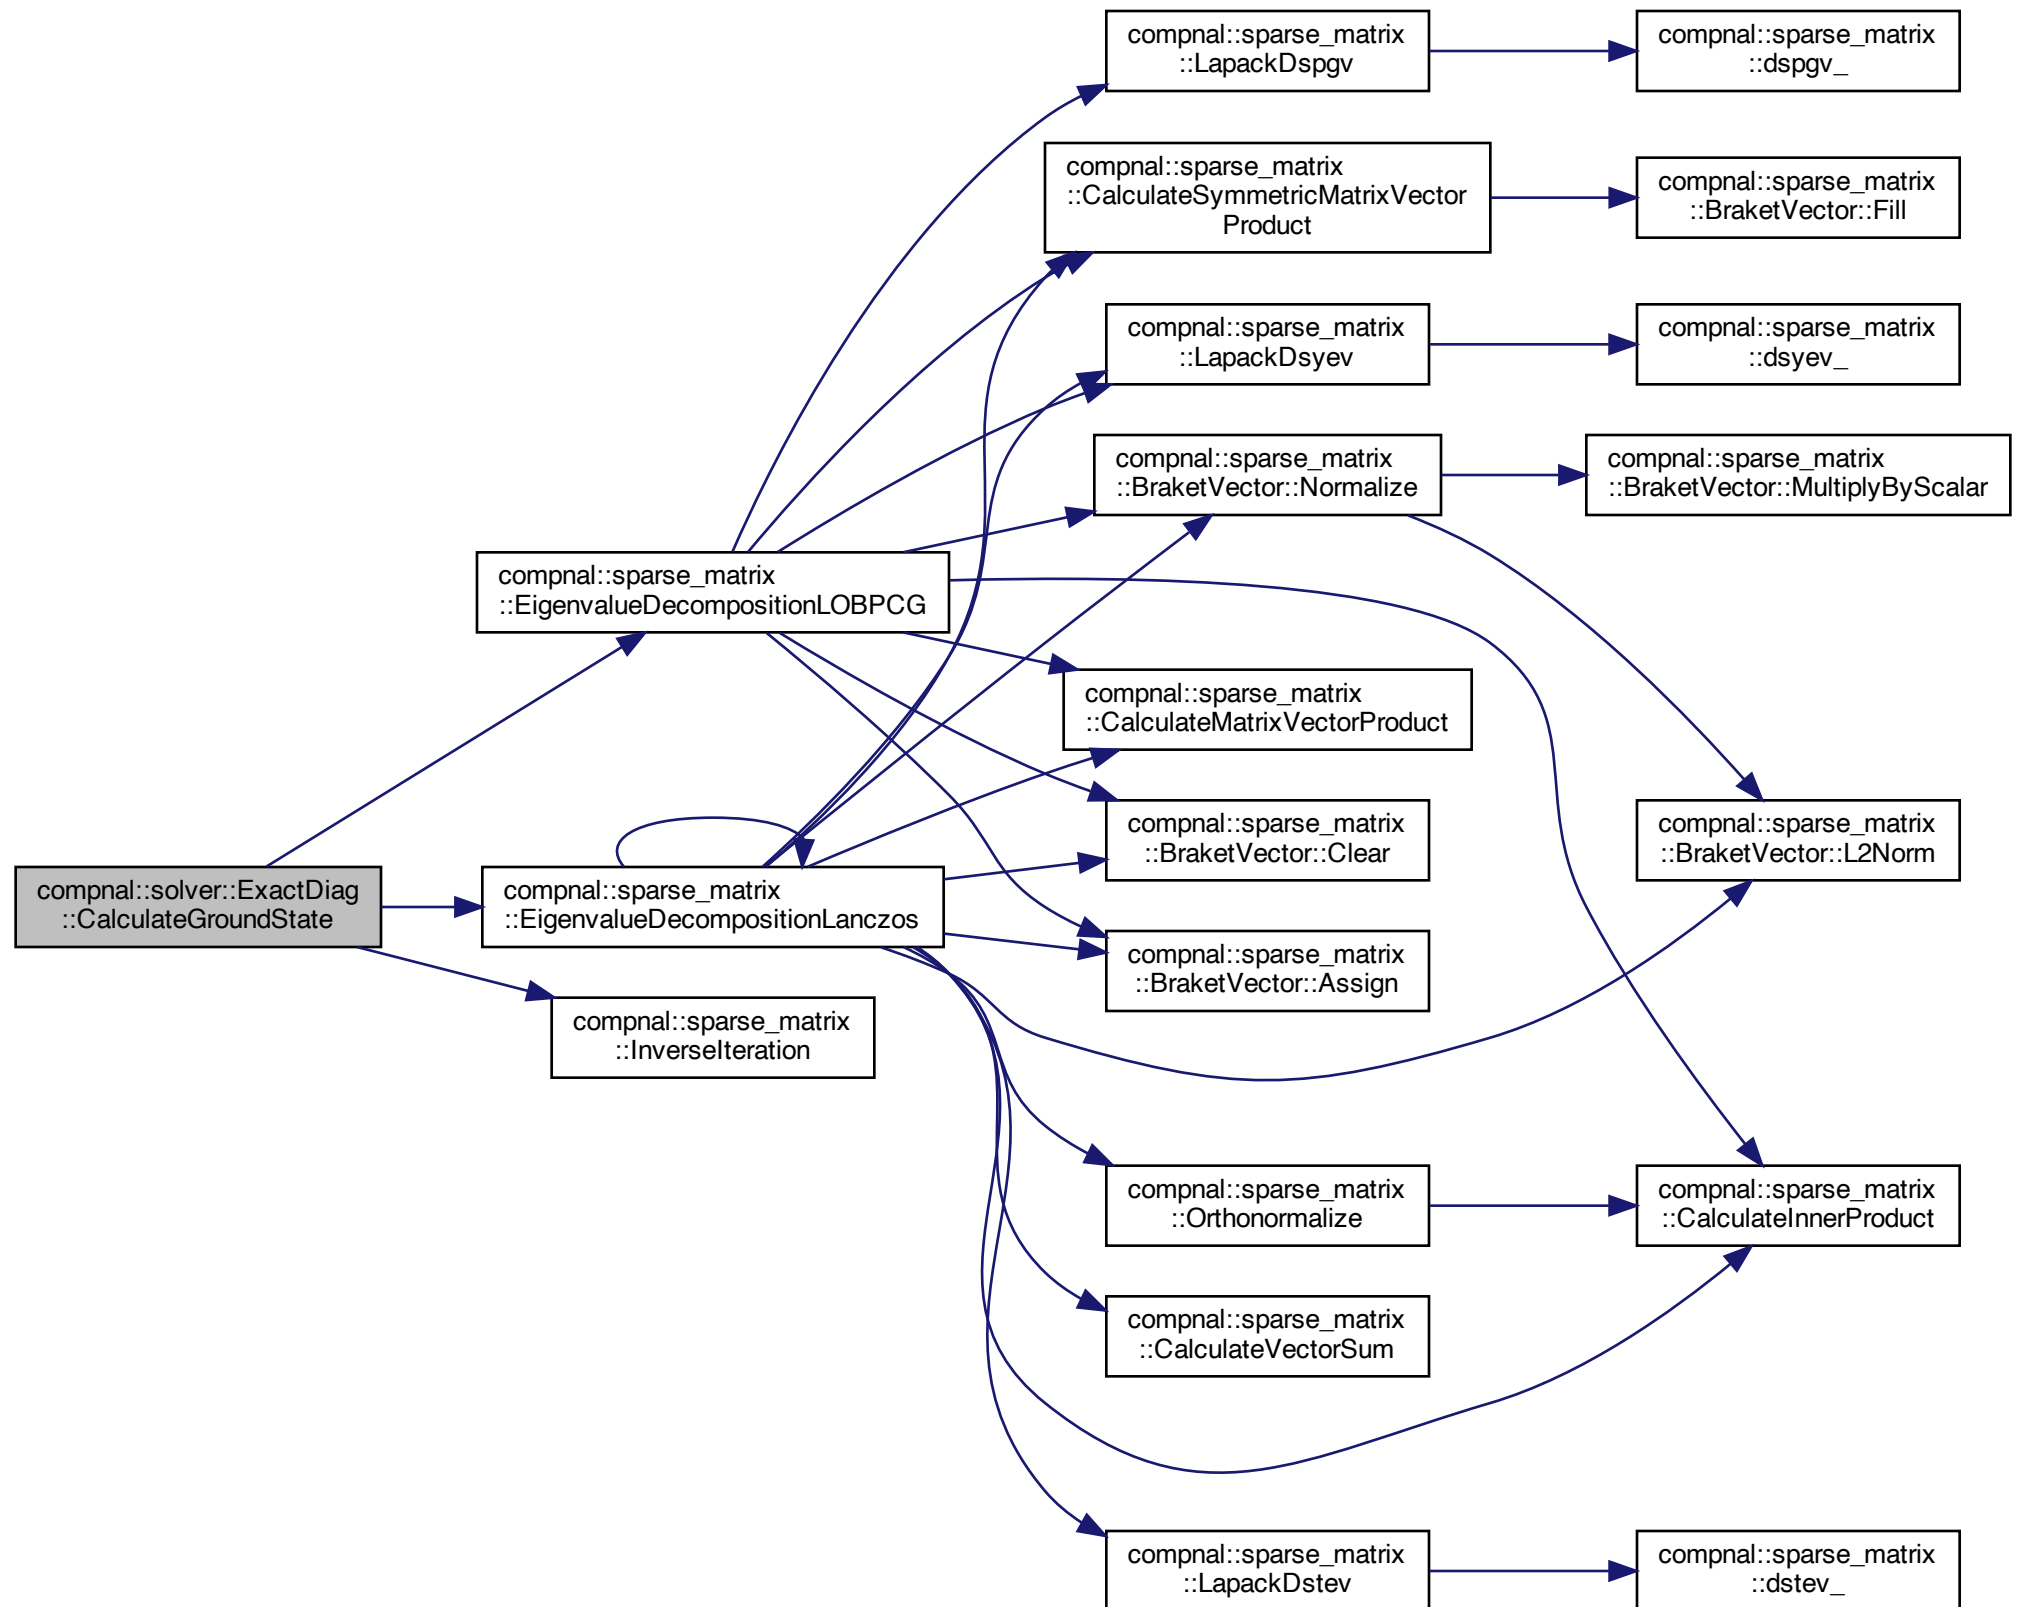 compnal::sparse_matrix
::LapackDspgv
compnal::sparse_matrix
::dspgv_
compnal::sparse_matrix
::CalculateSymmetricMatrixVector
Product
compnal::sparse_matrix
::BraketVector::Fill
compnal::sparse_matrix
::LapackDsyev
compnal::sparse_matrix
::dsyev_
compnal::sparse_matrix
::BraketVector::Normalize
compnal::sparse_matrix
::BraketVector::MultiplyByScalar
compnal::sparse_matrix
::EigenvalueDecompositionLOBPCG
compnal::sparse_matrix
::CalculateMatrixVectorProduct
compnal::sparse_matrix
::BraketVector::Clear
compnal::sparse_matrix
::BraketVector::L2Norm
compnal::solver::ExactDiag
::CalculateGroundState
compnal::sparse_matrix
::EigenvalueDecompositionLanczos
compnal::sparse_matrix
::BraketVector::Assign
compnal::sparse_matrix
::InverseIteration
compnal::sparse_matrix
::Orthonormalize
compnal::sparse_matrix
::CalculateInnerProduct
compnal::sparse_matrix
::CalculateVectorSum
compnal::sparse_matrix
::LapackDstev
compnal::sparse_matrix
::dstev_